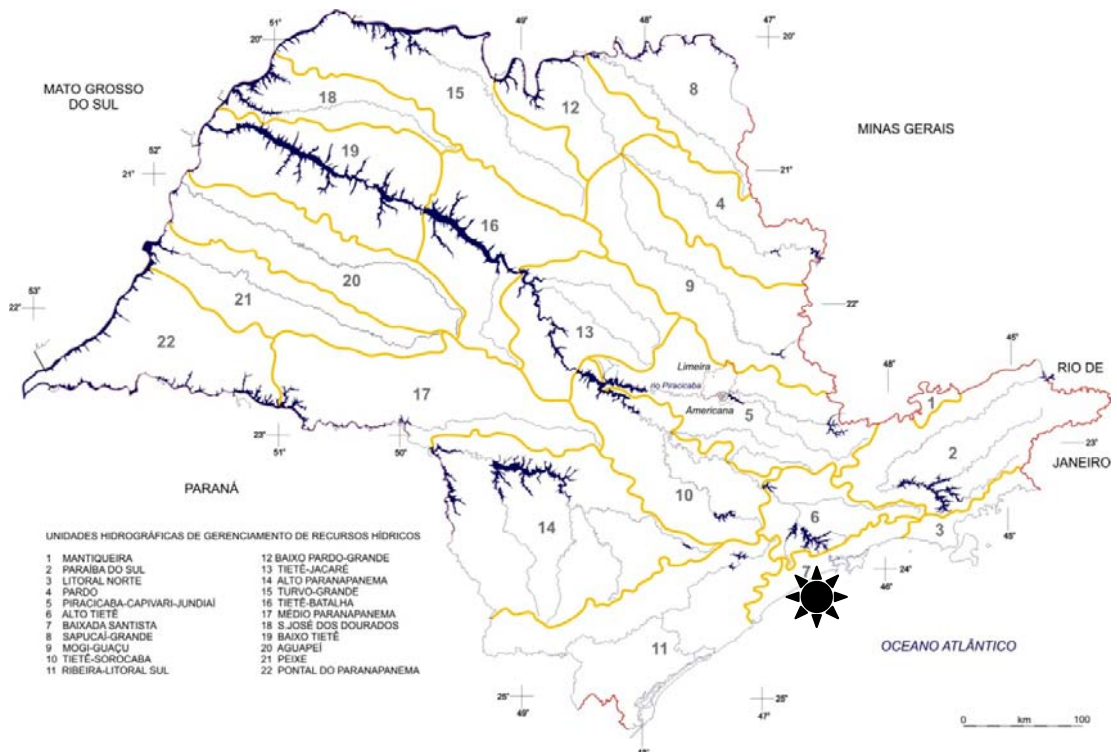 51° 49° 48° 47°
20° 20°
MATO GROSSO
DO SUL
15
12
8
18
MINAS GERAIS
19
52°
21°
21°
4
16
20
9
53°
22°
21
22°
13
22
Limeira
48°
45°
RIO DE
rio Piracicaba
1
17
Americana
5
2
23°
51°
50°
23°
JANEIRO
PARANÁ
10
6
3
45°
14
7
24°
46°
UNIDADES HIDROGRÁFICAS DE GERENCIAMENTO DE RECURSOS HÍDRICOS
1 MANTIQUEIRA
2 PARAÍBA DO SUL
3 LITORAL NORTE
4 PARDO
5 PIRACICABA-CAPIVARI-JUNDIAÍ
6 ALTO TIETÊ
7 BAIXADA SANTISTA
8 SAPUCAÍ-GRANDE
9 MOGI-GUAÇU
10 TIETÊ-SOROCABA
11 RIBEIRA-LITORAL SUL
12 BAIXO PARDO-GRANDE
13 TIETÊ-JACARÉ
14 ALTO PARANAPANEMA
15 TURVO-GRANDE
16 TIETÊ-BATALHA
17 MÉDIO PARANAPANEMA
18 S.JOSÉ DOS DOURADOS
19 BAIXO TIETÊ
20 AGUAPEÍ
21 PEIXE
22 PONTAL DO PARANAPANEMA
11
OCEANO ATLÂNTICO
25°
49°
25°
47°
0 km 100